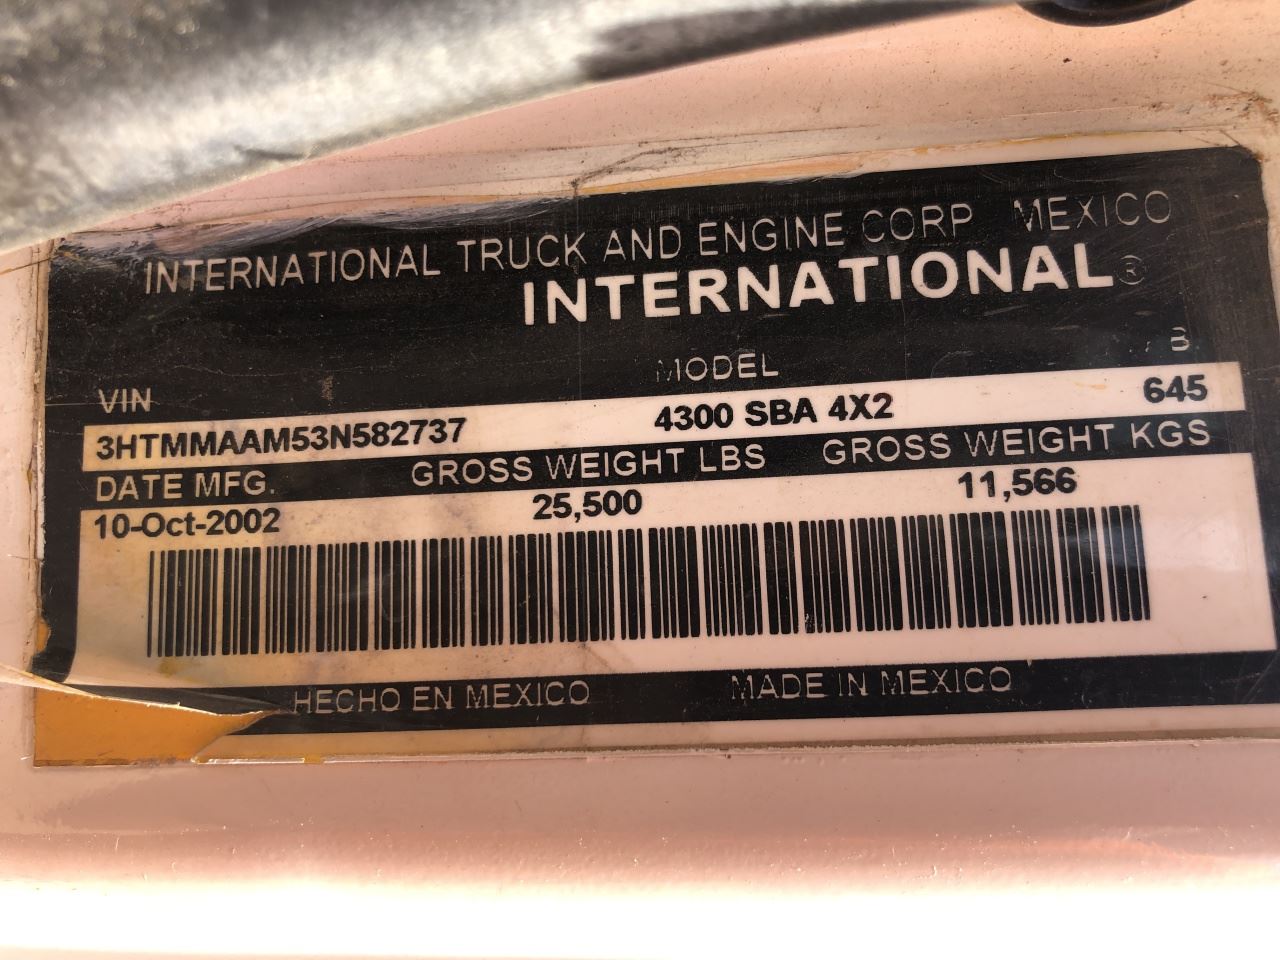 INTERNATIONAL TRUCK AND ENGINE CORP MEXICO
INTERNATIONAL®
VIN MODEL
3HTMMAAM53N582737 4300 SBA 4X2 645
DATE MFG. GROSS WEIGHT LBS GROSS WEIGHT KGS
10-Oct-2002 25,500 11,566
HECHO EN MEXICO MADE IN MEXICO